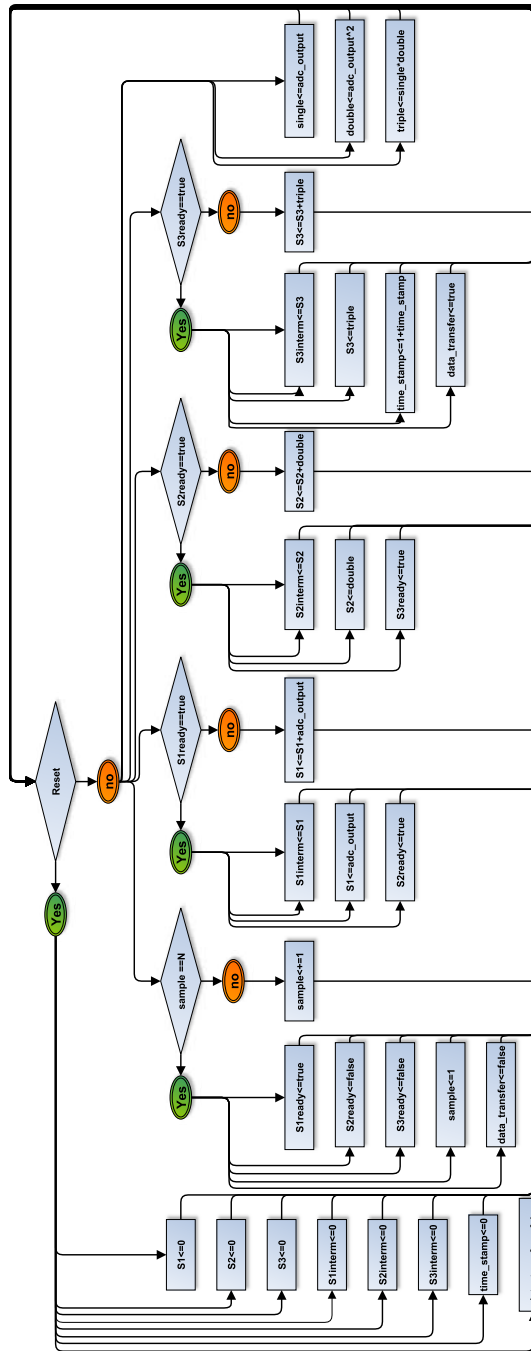 Reset
Yes
no
S1<=0
S2<=0
S3<=0
S1interm<=0
S2interm<=0
S3interm<=0
time_stamp<=0
sample ==N
Yes
no
S1ready<=true
S2ready<=false
S3ready<=false
sample<=1
data_transfer<=false
sample<+=1
S1ready==true
Yes
no
S1interm<=S1
S1<=adc_output
S2ready<=true
S1<=S1+adc_output
S2ready==true
Yes
no
S2interm<=S2
S2<=double
S3ready<=true
S2<=S2+double
S3ready==true
Yes
no
S3interm<=S3
S3<=triple
time_stamp<=1+time_stamp
data_transfer<=true
S3<=S3+triple
single<=adc_output
double<=adc_output^2
triple<=single*double